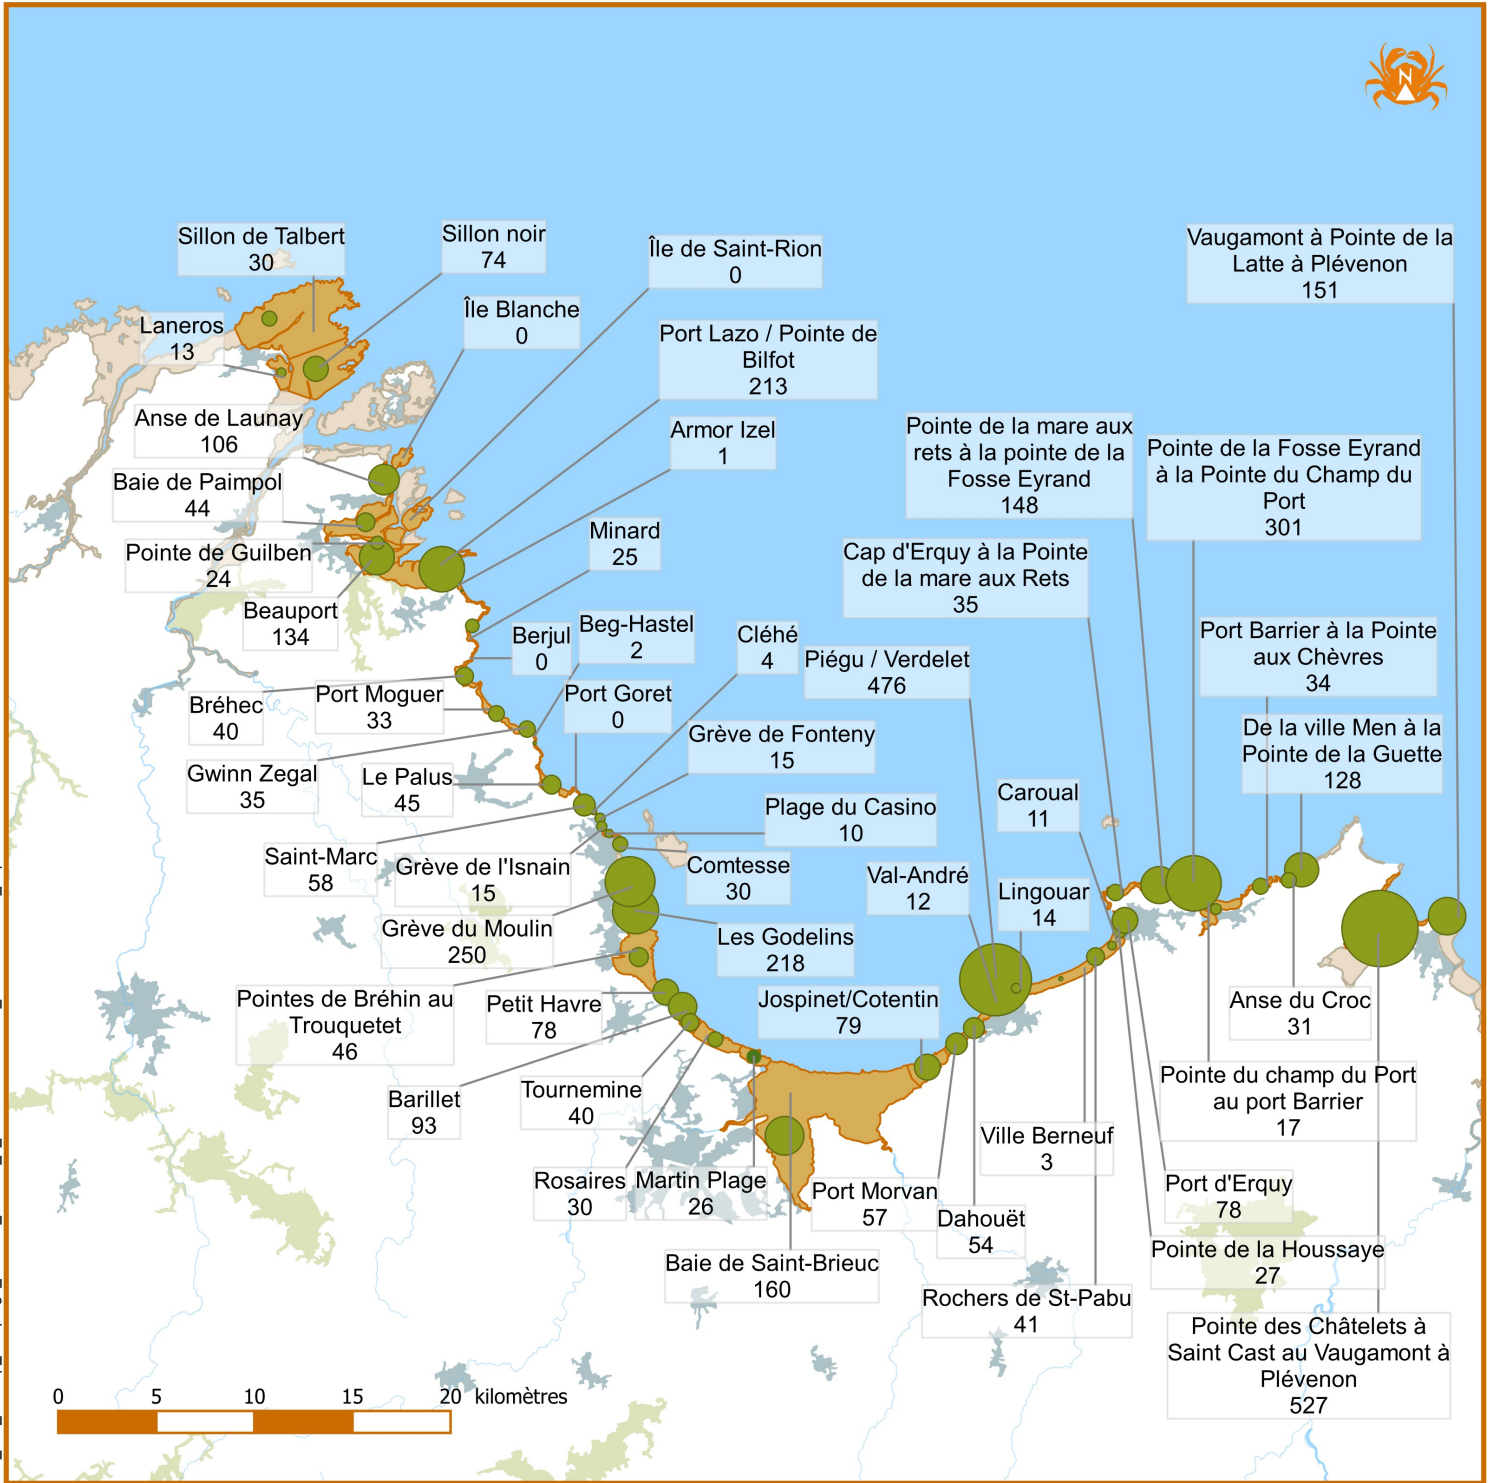 N
Sillon de Talbert
30
Sillon noir
74
Île de Saint-Rion
0
Vaugamont à Pointe de la
Latte à Plévenon
151
Laneros
13
Île Blanche
0
Port Lazo / Pointe de
Bilfot
213
Anse de Launay
106
Armor Izel
1
Pointe de la mare aux
rets à la pointe de la
Fosse Eyrand
148
Pointe de la Fosse Eyrand
à la Pointe du Champ du
Port
301
Baie de Paimpol
44
Minard
25
Pointe de Guilben
24
Cap d'Erquy à la Pointe
de la mare aux Rets
35
Beauport
134
Berjul
0
Beg-Hastel
2
Cléhé
4
Piégu / Verdelet
476
Port Barrier à la Pointe
aux Chèvres
34
Bréhec
40
Port Moguer
33
Port Goret
0
Grève de Fonteny
15
De la ville Men à la
Pointe de la Guette
128
Gwinn Zegal
35
Le Palus
45
Plage du Casino
10
Caroual
11
Saint-Marc
58
Grève de l'Isnain
15
Comtesse
30
Val-André
12
Lingouar
14
Grève du Moulin
250
Les Godelins
218
Pointes de Bréhin au
Trouquetet
46
Petit Havre
78
Jospinet/Cotentin
79
Anse du Croc
31
Barillet
93
Tournemine
40
Pointe du champ du Port
au port Barrier
17
Ville Berneuf
3
Rosaires
30
Martin Plage
26
Port Morvan
57
Port d'Erquy
78
Dahouët
54
Pointe de la Houssaye
27
Baie de Saint-Brieuc
160
Rochers de St-Pabu
41
Pointe des Châtelets à
Saint Cast au Vaugamont à
Plévenon
527
0 5 10 15 20 kilomètres